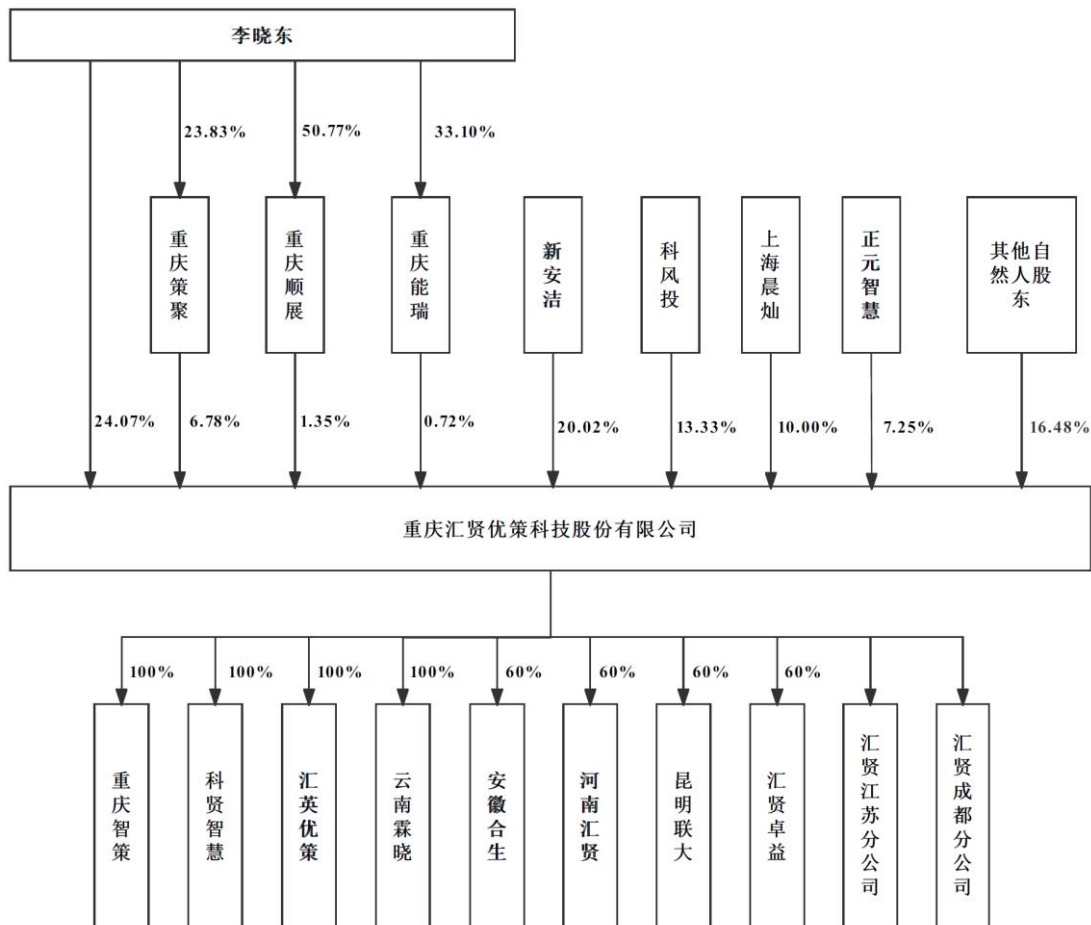 李晓东
23.83%
50.77%
33.10%
重庆策聚
重庆顺展
重庆能瑞
新安洁
科风投
上海晨灿
正元智慧
其他自
然人股
东
24.07%
6.78%
1.35%
0.72%
20.02%
13.33%
10.00%
7.25%
16.48%
重庆汇贤优策科技股份有限公司
100%
100%
100%
100%
60%
60%
60%
60%
重庆智策
科贤智慧
汇英优策
云南霖晓
安徽合生
河南汇贤
昆明联大
汇贤卓益
汇贤江苏分公司
汇贤成都分公司